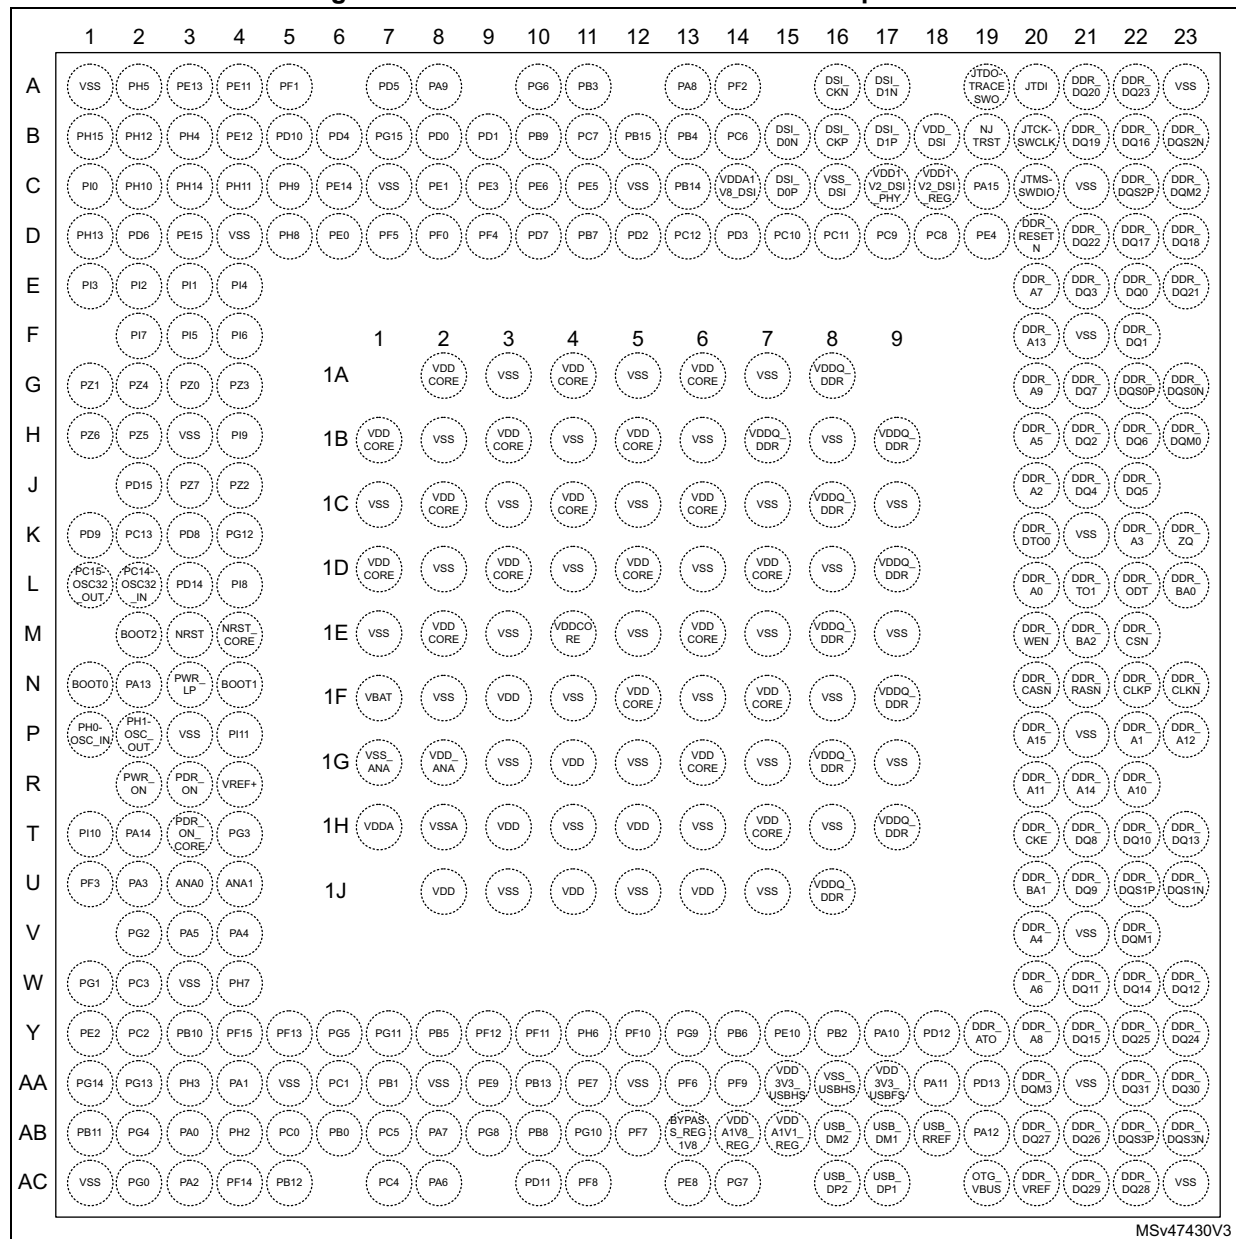 1 2 3 4 5 6 7 8 9 10 11 12 13 14 15 16 17 18 19 20 21 22 23
A VSS PH5 PE13 PE11 PF1 PD5 PA9 PG6 PB3 PA8 PF2 DSI_CKN DSI_D1N JTDO-TRACESWO JTDI DDR_DQ20 DDR_DQ23 VSS
B PH15 PH12 PH4 PE12 PD10 PD4 PG15 PD0 PD1 PB9 PC7 PB15 PB4 PC6 DSI_D0N DSI_CKP DSI_D1P VDD_DSI NJTRST JTCK-SWCLK DDR_DQ19 DDR_DQ16 DDR_DQS2N
C PI0 PH10 PH14 PH11 PH9 PE14 VSS PE1 PE3 PE6 PE5 VSS PB14 VDDA1V8_DSI DSI_D0P VSS_DSI VDD1V2_DSI_PHY VDD1V2_DSI_REG PA15 JTMS-SWDIO VSS DDR_DQS2P DDR_DQM2
D PH13 PD6 PE15 VSS PH8 PE0 PF5 PF0 PF4 PD7 PB7 PD2 PC12 PD3 PC10 PC11 PC9 PC8 PE4 DDR_RESETN DDR_DQ22 DDR_DQ17 DDR_DQ18
E PI3 PI2 PI1 PI4 DDR_A7 DDR_DQ3 DDR_DQ0 DDR_DQ21
F PI7 PI5 PI6 DDR_A13 VSS DDR_DQ1
1 2 3 4 5 6 7 8 9
1A VDDCORE VSS VDDCORE VSS VDDCORE VSS VDDQ_DDR
G PZ1 PZ4 PZ0 PZ3 DDR_A9 DDR_DQ7 DDR_DQS0P DDR_DQS0N
H PZ6 PZ5 VSS PI9 DDR_A5 DDR_DQ2 DDR_DQ6 DDR_DQM0
1B VDDCORE VSS VDDCORE VSS VDDCORE VSS VDDQ_DDR VSS VDDQ_DDR
J PD15 PZ7 PZ2 DDR_A2 DDR_DQ4 DDR_DQ5
1C VSS VDDCORE VSS VDDCORE VSS VDDCORE VSS VDDQ_DDR VSS
K PD9 PC13 PD8 PG12 DDR_DTO0 VSS DDR_A3 DDR_ZQ
1D VDDCORE VSS VDDCORE VSS VDDCORE VSS VDDCORE VSS VDDQ_DDR
L PC15-OSC32_OUT PC14-OSC32_IN PD14 PI8 DDR_A0 DDR_TO1 DDR_ODT DDR_BA0
M BOOT2 NRST NRST_CORE DDR_WEN DDR_BA2 DDR_CSN
1E VSS VDDCORE VSS VDDCORE VSS VDDCORE VSS VDDQ_DDR VSS
N BOOT0 PA13 PWR_LP BOOT1 DDR_CASN DDR_RASN DDR_CLKP DDR_CLKN
1F VBAT VSS VDD VSS VDDCORE VSS VDDCORE VSS VDDQ_DDR
P PH0-OSC_IN PH1-OSC_OUT VSS PI11 DDR_A15 VSS DDR_A1 DDR_A12
1G VSS_ANA VDD_ANA VSS VDD VSS VDDCORE VSS VDDQ_DDR VSS
R PWR_ON PDR_ON VREF+ DDR_A11 DDR_A14 DDR_A10
1H VDDA VSSA VDD VSS VDD VSS VDDCORE VSS VDDQ_DDR
T PI10 PA14 PDR_ON_CORE PG3 DDR_CKE DDR_DQ8 DDR_DQ10 DDR_DQ13
U PF3 PA3 ANA0 ANA1 DDR_BA1 DDR_DQ9 DDR_DQS1P DDR_DQS1N
1J VDD VSS VDD VSS VDD VSS VDDQ_DDR
V PG2 PA5 PA4 DDR_A4 VSS DDR_DQM1
W PG1 PC3 VSS PH7 DDR_A6 DDR_DQ11 DDR_DQ14 DDR_DQ12
Y PE2 PC2 PB10 PF15 PF13 PG5 PG11 PB5 PF12 PF11 PH6 PF10 PG9 PB6 PE10 PB2 PA10 PD12 DDR_ATO DDR_A8 DDR_DQ15 DDR_DQ25 DDR_DQ24
AA PG14 PG13 PH3 PA1 VSS PC1 PB1 VSS PE9 PB13 PE7 VSS PF6 PF9 VDD3V3_USBHS VSS_USBHS VDD3V3_USBFS PA11 PD13 DDR_DQM3 VSS DDR_DQ31 DDR_DQ30
AB PB11 PG4 PA0 PH2 PC0 PB0 PC5 PA7 PG8 PB8 PG10 PF7 BYPASS_REG1V8 VDDA1V8_REG VDDA1V1_REG USB_DM2 USB_DM1 USB_RREF PA12 DDR_DQ27 DDR_DQ26 DDR_DQS3P DDR_DQS3N
AC VSS PG0 PA2 PF14 PB12 PC4 PA6 PD11 PF8 PE8 PG7 USB_DP2 USB_DP1 OTG_VBUS DDR_VREF DDR_DQ29 DDR_DQ28 VSS
MSv47430V3